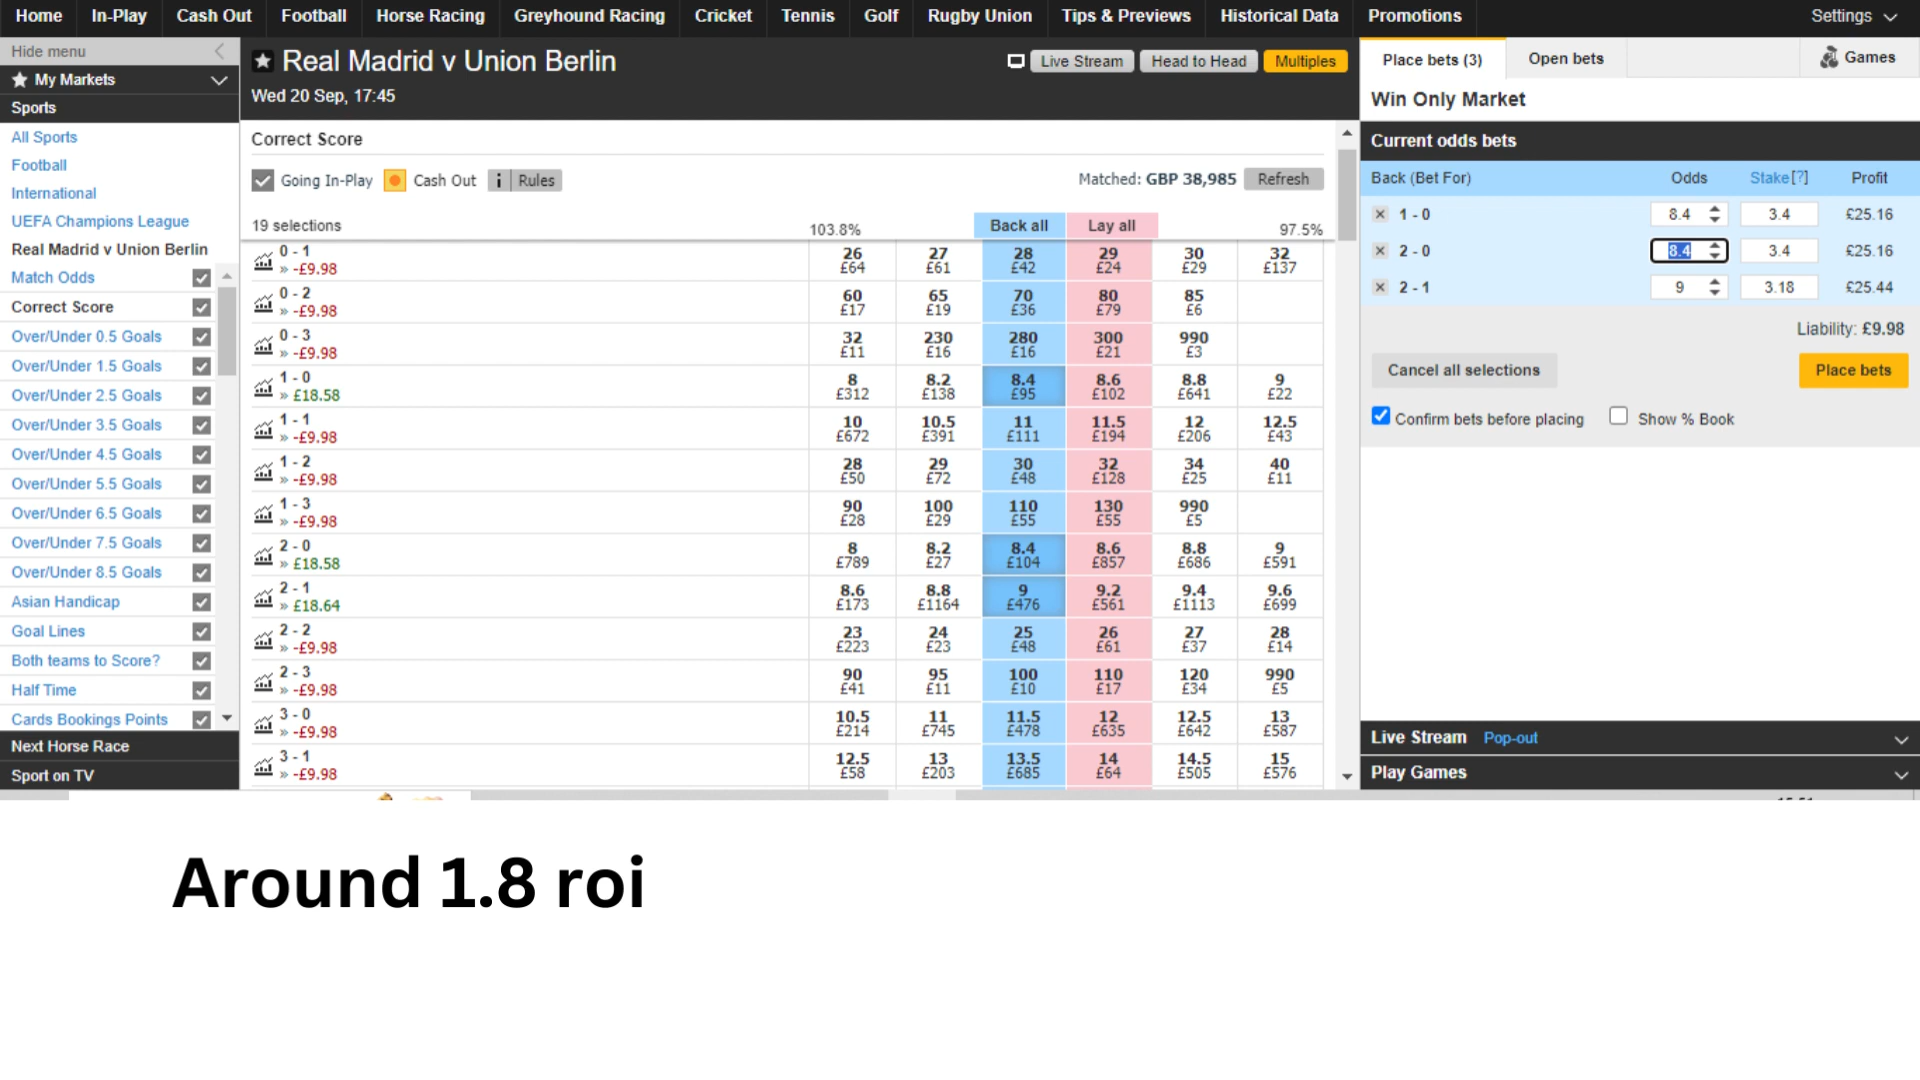 Home In-Play Cash Out Football Horse Racing Greyhound Racing Cricket Tennis Golf Rugby Union Tips & Previews Historical Data Promotions Settings
Hide menu
My Markets
Sports
All Sports
Football
International
UEFA Champions League
Real Madrid v Union Berlin
Match Odds
Correct Score
Over/Under 0.5 Goals
Over/Under 1.5 Goals
Over/Under 2.5 Goals
Over/Under 3.5 Goals
Over/Under 4.5 Goals
Over/Under 5.5 Goals
Over/Under 6.5 Goals
Over/Under 7.5 Goals
Over/Under 8.5 Goals
Asian Handicap
Goal Lines
Both teams to Score?
Half Time
Cards Bookings Points
Next Horse Race
Sport on TV
Real Madrid v Union Berlin Live Stream Head to Head Multiples
Wed 20 Sep, 17:45
Correct Score
Going In-Play Cash Out i Rules Matched: GBP 38,985 Refresh
19 selections 103.8% Back all Lay all 97.5%
0 - 1 26 27 28 29 30 32
» -£9.98 £64 £61 £42 £24 £29 £137
0 - 2 60 65 70 80 85
» -£9.98 £17 £19 £36 £79 £6
0 - 3 32 230 280 300 990
» -£9.98 £11 £16 £16 £21 £3
1 - 0 8 8.2 8.4 8.6 8.8 9
» £18.58 £312 £138 £95 £102 £641 £22
1 - 1 10 10.5 11 11.5 12 12.5
» -£9.98 £672 £391 £111 £194 £206 £43
1 - 2 28 29 30 32 34 40
» -£9.98 £50 £72 £48 £128 £25 £11
1 - 3 90 100 110 130 990
» -£9.98 £28 £29 £55 £55 £5
2 - 0 8 8.2 8.4 8.6 8.8 9
» £18.58 £789 £27 £104 £857 £686 £591
2 - 1 8.6 8.8 9 9.2 9.4 9.6
» £18.64 £173 £1164 £476 £561 £1113 £699
2 - 2 23 24 25 26 27 28
» -£9.98 £223 £23 £48 £61 £37 £14
2 - 3 90 95 100 110 120 990
» -£9.98 £41 £11 £10 £17 £34 £5
3 - 0 10.5 11 11.5 12 12.5 13
» -£9.98 £214 £745 £478 £635 £642 £587
3 - 1 12.5 13 13.5 14 14.5 15
» -£9.98 £58 £203 £685 £64 £505 £576
Place bets (3) Open bets Games
Win Only Market
Current odds bets
Back (Bet For) Odds Stake[?] Profit
1 - 0 8.4 3.4 £25.16
2 - 0 8.4 3.4 £25.16
2 - 1 9 3.18 £25.44
Liability: £9.98
Cancel all selections Place bets
Confirm bets before placing Show % Book
Live Stream Pop-out
Play Games
Around 1.8 roi